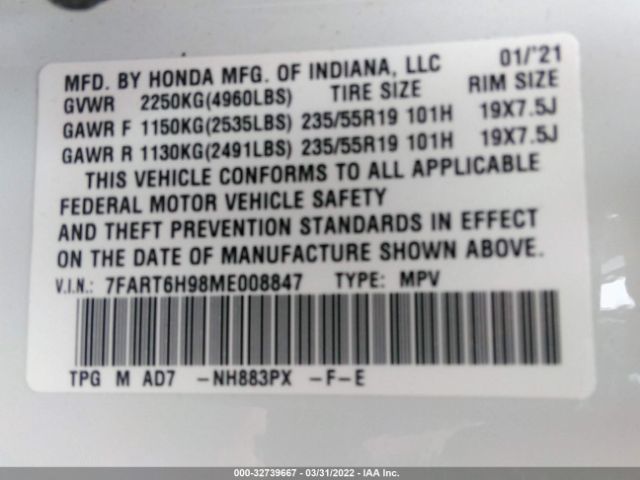 MFD. BY HONDA MFG. OF INDIANA, LLC 01/'21
GVWR 2250KG(4960LBS) TIRE SIZE RIM SIZE
GAWR F 1150KG(2535LBS) 235/55R19 101H 19X7.5J
GAWR R 1130KG(2491LBS) 235/55R19 101H 19X7.5J
THIS VEHICLE CONFORMS TO ALL APPLICABLE
FEDERAL MOTOR VEHICLE SAFETY
AND THEFT PREVENTION STANDARDS IN EFFECT
ON THE DATE OF MANUFACTURE SHOWN ABOVE.
V.I.N.: 7FART6H98ME008847 TYPE: MPV
TPG M AD7 -NH883PX -F-E
000-32739667 - 03/31/2022 - IAAI Inc.